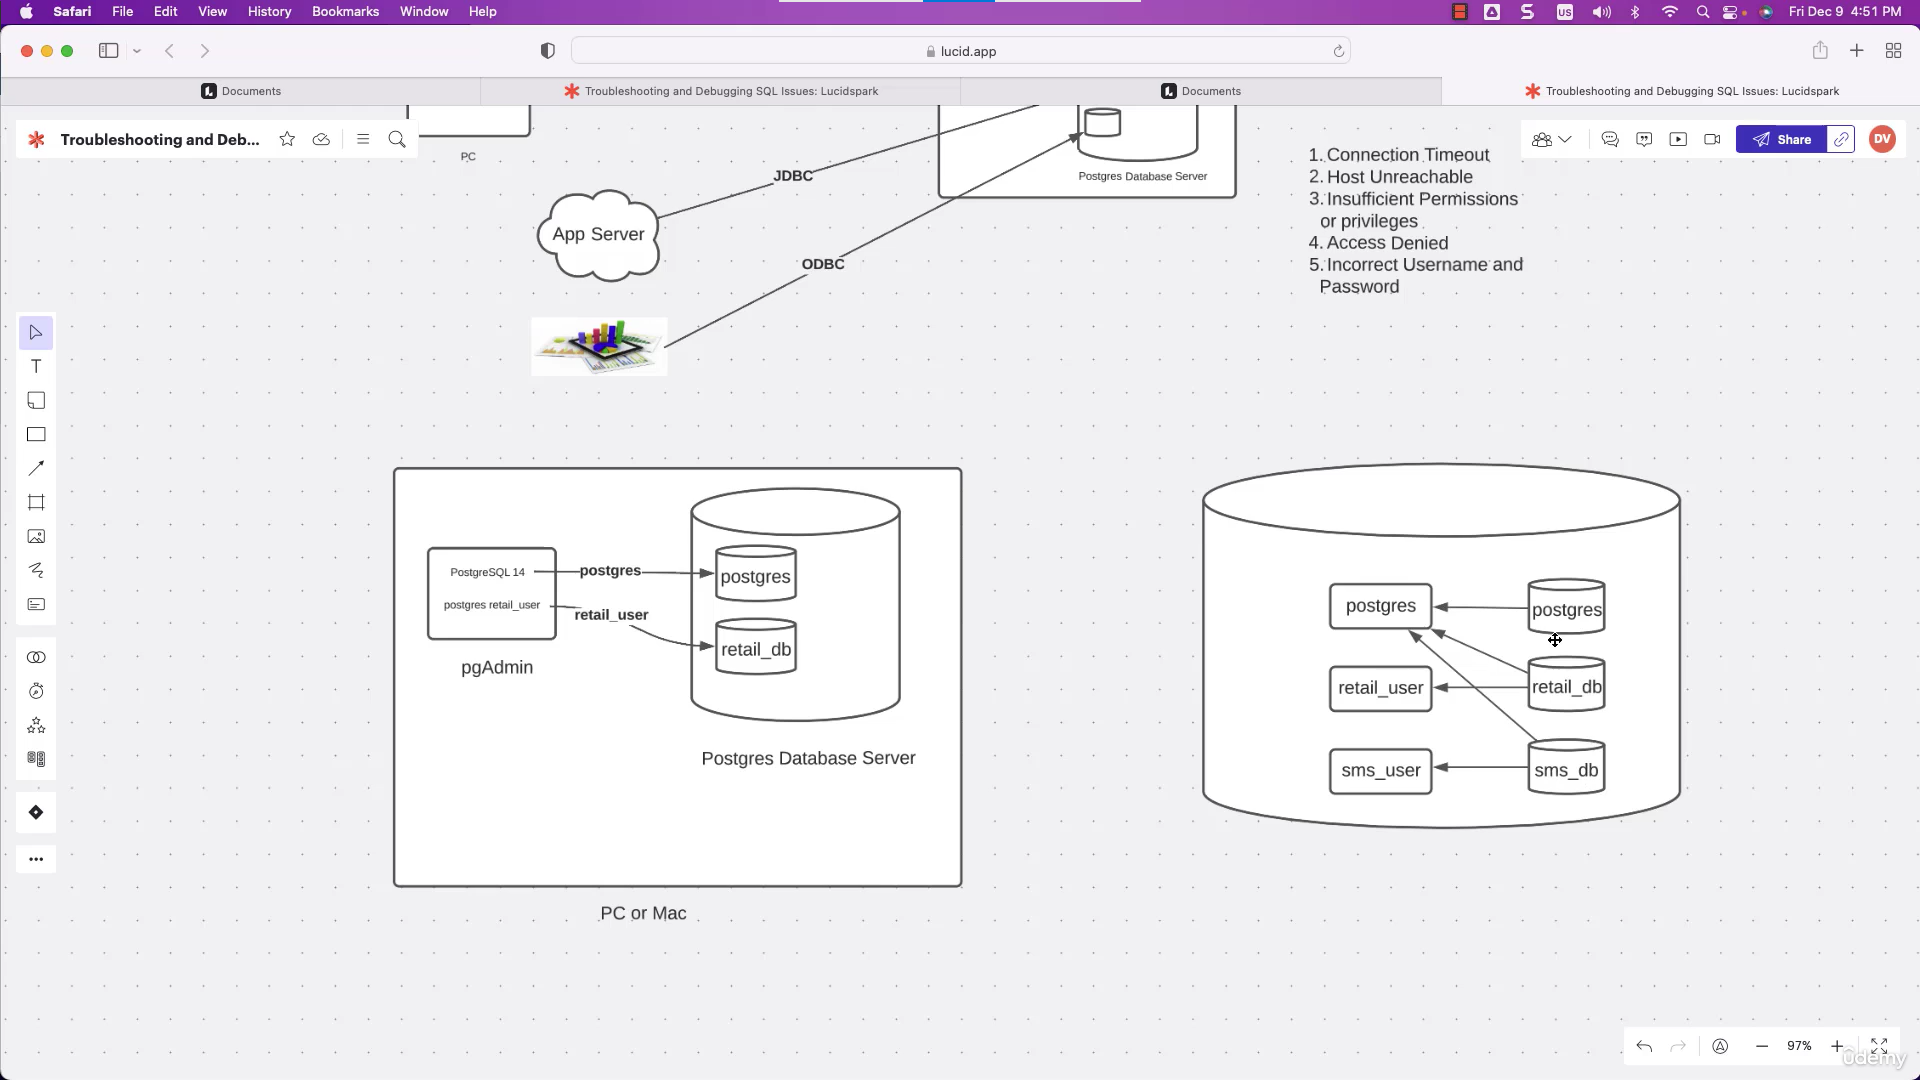 Safari File Edit View History Bookmarks Window Help
US
Fri Dec 9 4:51 PM
lucid.app
Documents
Troubleshooting and Debugging SQL Issues: Lucidspark
Documents
Troubleshooting and Debugging SQL Issues: Lucidspark
Troubleshooting and Deb...
Share
DV
PC
JDBC
App Server
ODBC
Postgres Database Server
1. Connection Timeout
2. Host Unreachable
3. Insufficient Permissions
or privileges
4. Access Denied
5. Incorrect Username and
Password
T
PostgreSQL 14
postgres retail_user
pgAdmin
postgres
retail_user
postgres
retail_db
Postgres Database Server
PC or Mac
postgres
postgres
retail_user
retail_db
sms_user
sms_db
97%
ûdemy